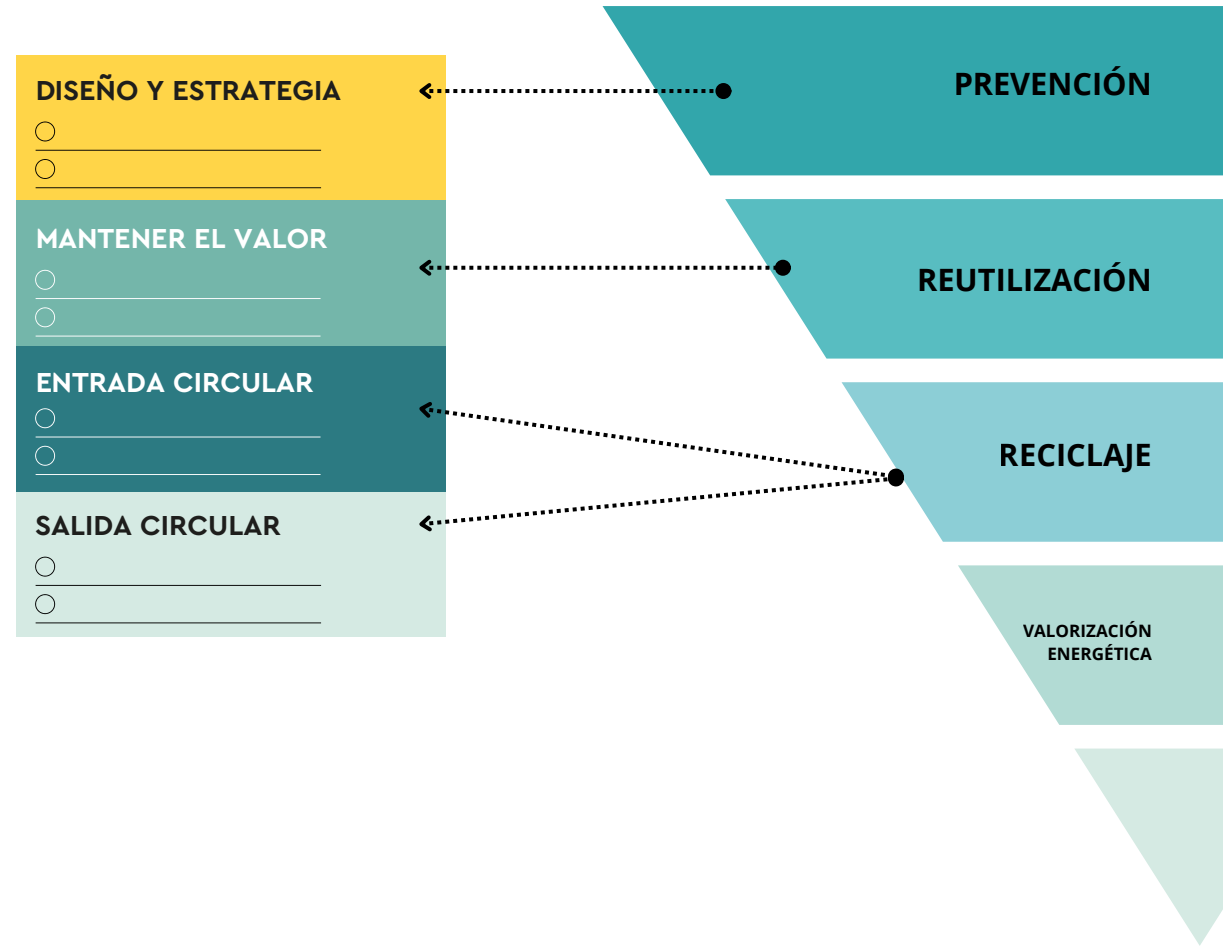 DISEÑO Y ESTRATEGIA
MANTENER EL VALOR
ENTRADA CIRCULAR
SALIDA CIRCULAR
PREVENCIÓN
REUTILIZACIÓN
RECICLAJE
VALORIZACIÓN
ENERGÉTICA